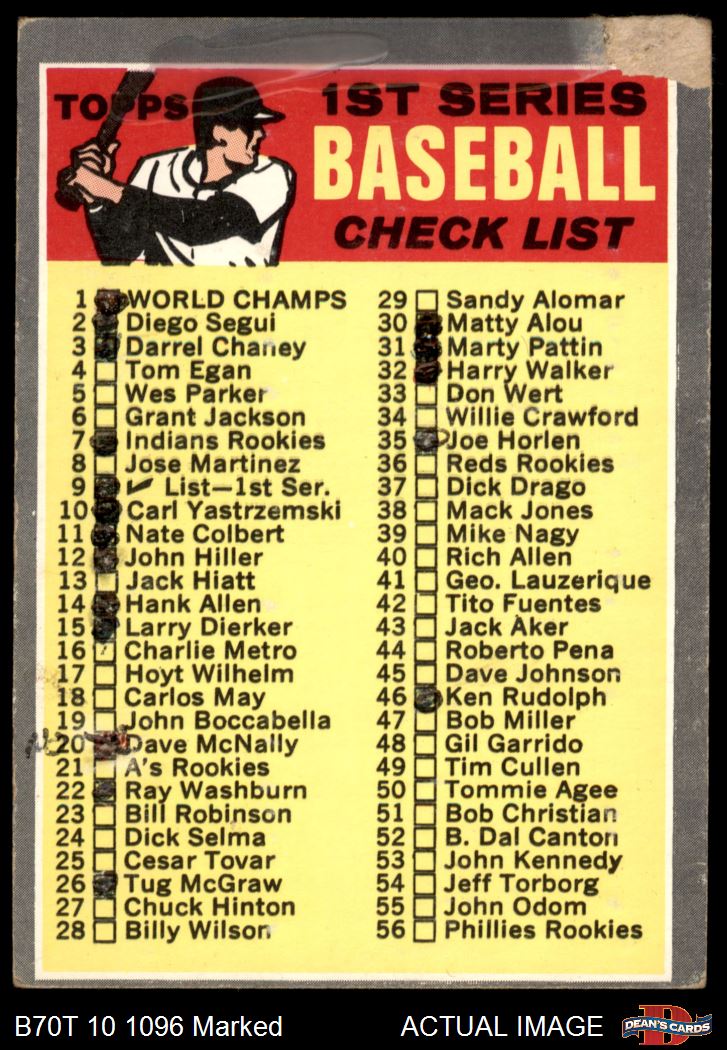 TOPPS
1ST SERIES
BASEBALL
CHECK LIST
1 WORLD CHAMPS
2 Diego Segui
3 Darrel Chaney
4 Tom Egan
5 Wes Parker
6 Grant Jackson
7 Indians Rookies
8 Jose Martinez
9 ✓ List—1st Ser.
10 Carl Yastrzemski
11 Nate Colbert
12 John Hiller
13 Jack Hiatt
14 Hank Allen
15 Larry Dierker
16 Charlie Metro
17 Hoyt Wilhelm
18 Carlos May
19 John Boccabella
20 Dave McNally
21 A's Rookies
22 Ray Washburn
23 Bill Robinson
24 Dick Selma
25 Cesar Tovar
26 Tug McGraw
27 Chuck Hinton
28 Billy Wilson
29 Sandy Alomar
30 Matty Alou
31 Marty Pattin
32 Harry Walker
33 Don Wert
34 Willie Crawford
35 Joe Horlen
36 Reds Rookies
37 Dick Drago
38 Mack Jones
39 Mike Nagy
40 Rich Allen
41 Geo. Lauzerique
42 Tito Fuentes
43 Jack Aker
44 Roberto Pena
45 Dave Johnson
46 Ken Rudolph
47 Bob Miller
48 Gil Garrido
49 Tim Cullen
50 Tommie Agee
51 Bob Christian
52 B. Dal Canton
53 John Kennedy
54 Jeff Torborg
55 John Odom
56 Phillies Rookies
B70T 10 1096 Marked
ACTUAL IMAGE
D
DEAN'S CARDS